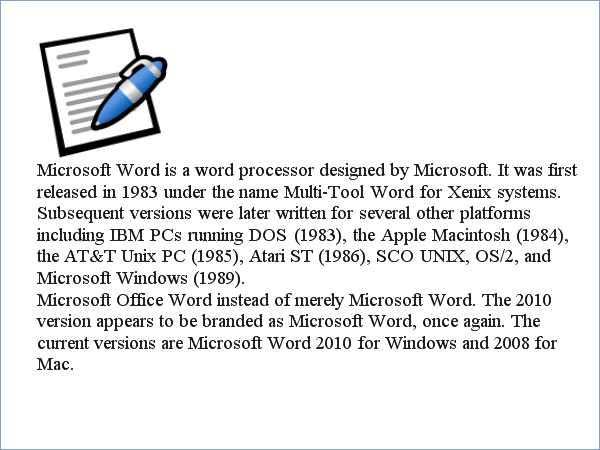 Microsoft Word is a word processor designed by Microsoft. It was first
released in 1983 under the name Multi-Tool Word for Xenix systems.
Subsequent versions were later written for several other platforms
including IBM PCs running DOS (1983), the Apple Macintosh (1984),
the AT&T Unix PC (1985), Atari ST (1986), SCO UNIX, OS/2, and
Microsoft Windows (1989).
Microsoft Office Word instead of merely Microsoft Word. The 2010
version appears to be branded as Microsoft Word, once again. The
current versions are Microsoft Word 2010 for Windows and 2008 for
Mac.